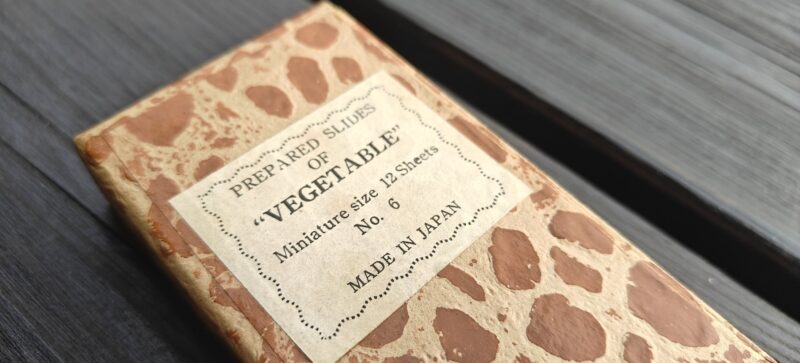 PREPARED SLIDES
OF
“VEGETABLE”
Miniature size 12 Sheets
No. 6
MADE IN JAPAN